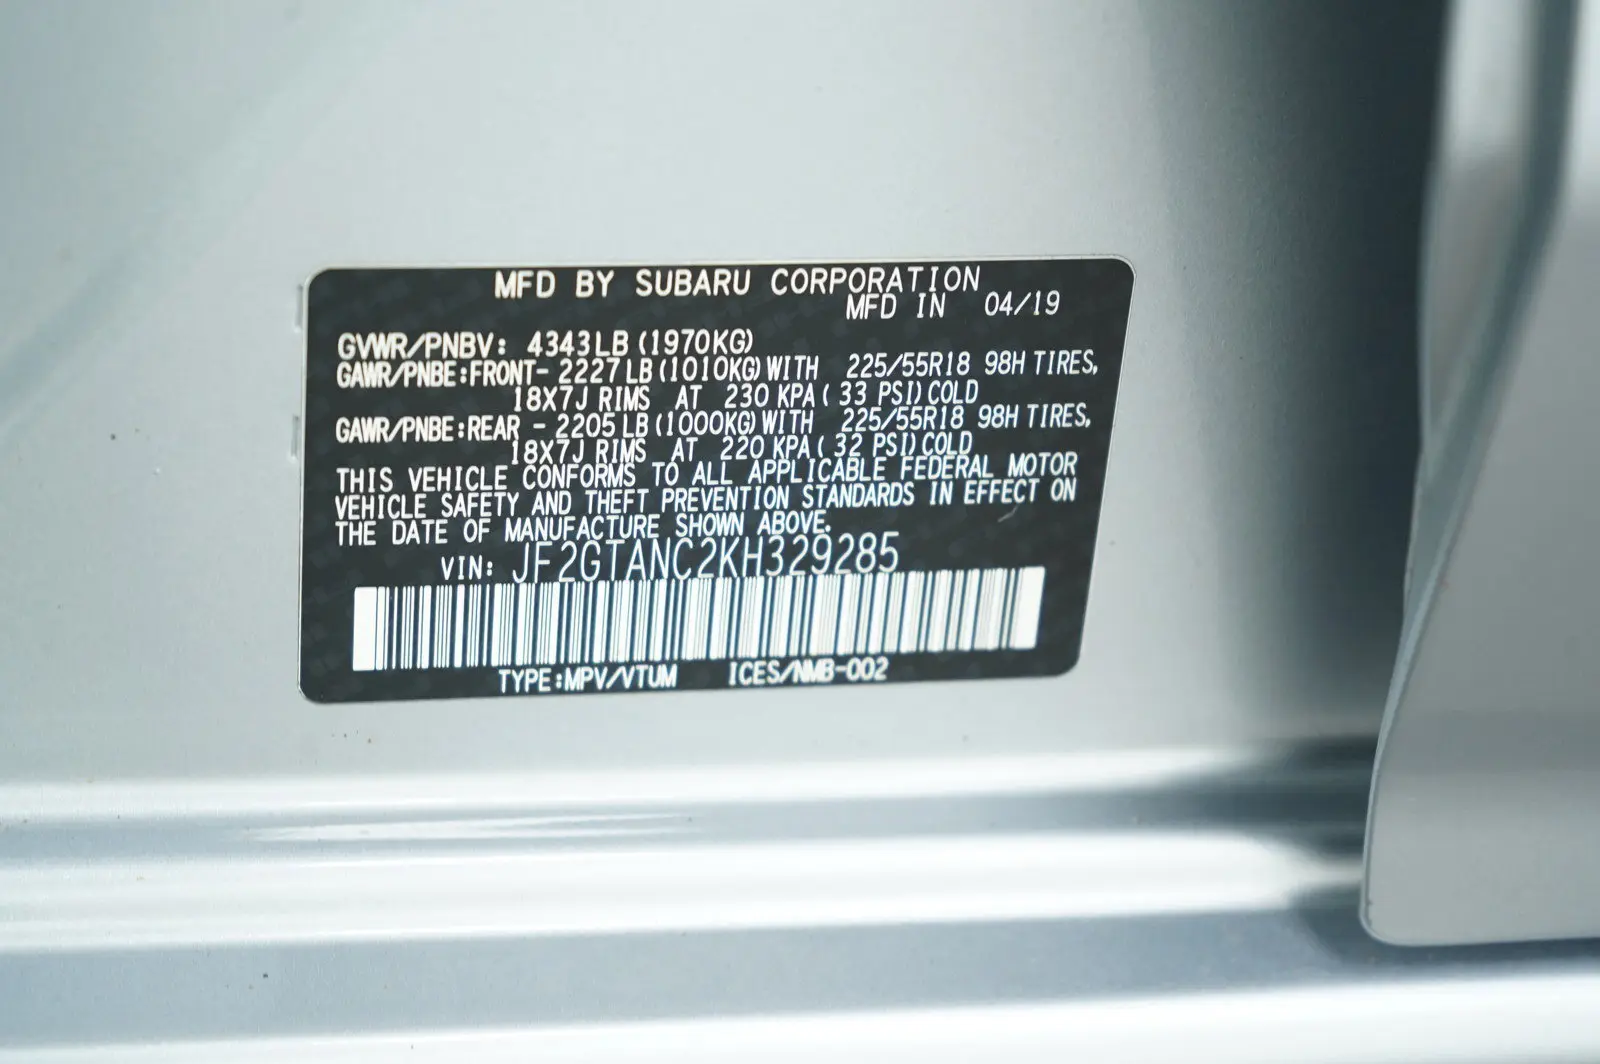 MFD BY SUBARU CORPORATION
MFD IN 04/19
GVWR/PNBV: 4343LB (1970KG)
GAWR/PNBE:FRONT- 2227LB(1010KG)WITH 225/55R18 98H TIRES,
18X7J RIMS AT 230 KPA( 33 PSI)COLD
GAWR/PNBE:REAR - 2205LB(1000KG)WITH 225/55R18 98H TIRES,
18X7J RIMS AT 220 KPA( 32 PSI)COLD
THIS VEHICLE CONFORMS TO ALL APPLICABLE FEDERAL MOTOR
VEHICLE SAFETY AND THEFT PREVENTION STANDARDS IN EFFECT ON
THE DATE OF MANUFACTURE SHOWN ABOVE.
VIN: JF2GTANC2KH329285
TYPE:MPV/VTUM ICES/NMB-002